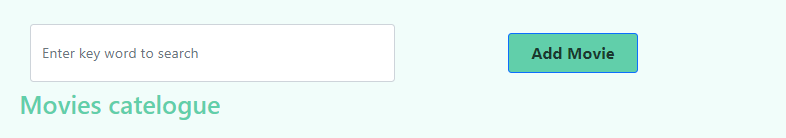 Enter key word to search
Add Movie
Movies catelogue